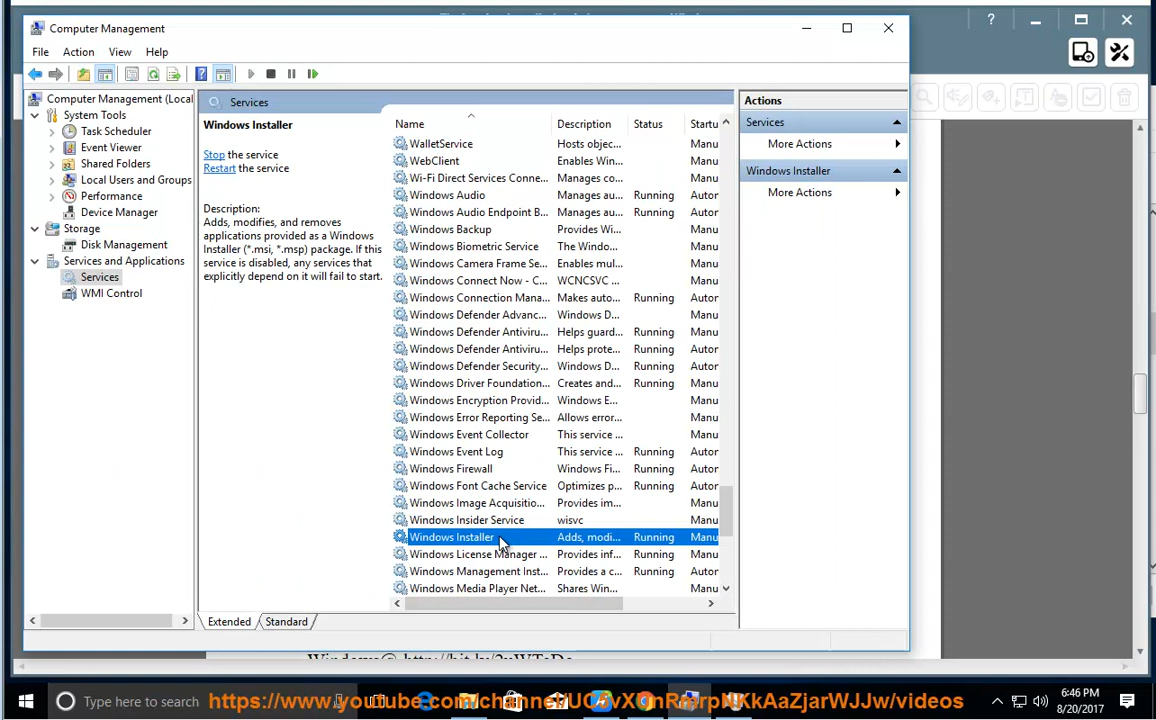 Computer Management
File Action View Help
Computer Management (Local
System Tools
Task Scheduler
Event Viewer
Shared Folders
Local Users and Groups
Performance
Device Manager
Storage
Disk Management
Services and Applications
Services
WMI Control
Services
Windows Installer
Stop the service
Restart the service
Description:
Adds, modifies, and removes
applications provided as a Windows
Installer (*.msi, *.msp) package. If this
service is disabled, any services that
explicitly depend on it will fail to start.
Name Description Status Startu
WalletService Hosts objec... Manu
WebClient Enables Win... Manu
Wi-Fi Direct Services Conne... Manages co... Manu
Windows Audio Manages au... Running Autor
Windows Audio Endpoint B... Manages au... Running Autor
Windows Backup Provides Wi... Manu
Windows Biometric Service The Windo... Manu
Windows Camera Frame Se... Enables mul... Manu
Windows Connect Now - C... WCNCSVC ... Manu
Windows Connection Mana... Makes auto... Running Autor
Windows Defender Advanc... Windows D... Manu
Windows Defender Antiviru... Helps guard... Running Manu
Windows Defender Antiviru... Helps prote... Running Autor
Windows Defender Security... Windows D... Running Autor
Windows Driver Foundation... Creates and... Running Manu
Windows Encryption Provid... Windows E... Manu
Windows Error Reporting Se... Allows error... Manu
Windows Event Collector This service ... Manu
Windows Event Log This service ... Running Autor
Windows Firewall Windows Fi... Running Autor
Windows Font Cache Service Optimizes p... Running Autor
Windows Image Acquisitio... Provides im... Manu
Windows Insider Service wisvc Manu
Windows Installer Adds, modi... Running Manu
Windows License Manager ... Provides inf... Running Manu
Windows Management Inst... Provides a c... Running Autor
Windows Media Player Net... Shares Win... Manu
Extended Standard
Actions
Services
More Actions
Windows Installer
More Actions
Type here to search
6:46 PM
8/20/2017